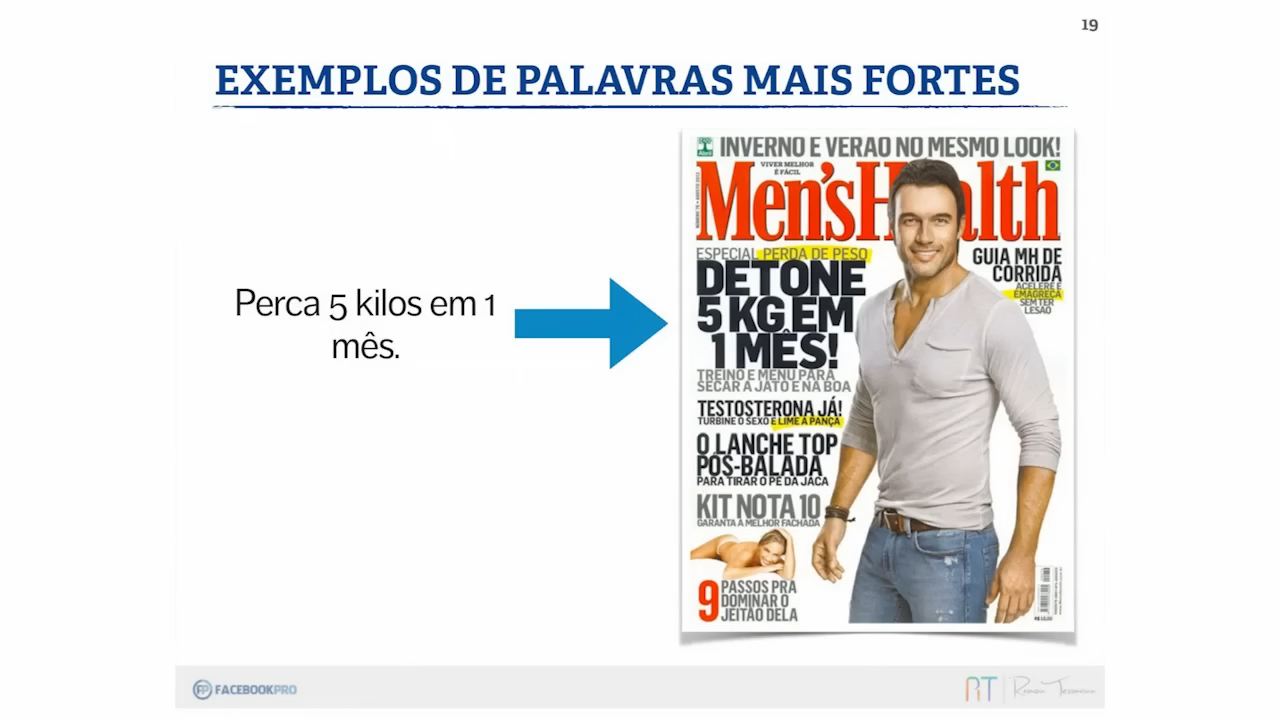 19
EXEMPLOS DE PALAVRAS MAIS FORTES
Perca 5 kilos em 1
mês.
INVERNO E VERÃO NO MESMO LOOK!
Abril
VIVER MELHOR
É FÁCIL
Men'sHealth
ESPECIAL PERDA DE PESO
DETONE
5 KG EM
1 MÊS!
TREINO E MENU PARA
SECAR A JATO E NA BOA
TESTOSTERONA JÁ!
TURBINE O SEXO E LIME A PANÇA
O LANCHE TOP
PÓS-BALADA
PARA TIRAR O PÉ DA JACA
KIT NOTA 10
GARANTA A MELHOR FACHADA
9 PASSOS PRA
DOMINAR O
JEITÃO DELA
GUIA MH DE
CORRIDA
ACELERE E
EMAGREÇA
SEM TER
LESÃO
FP FACEBOOKPRO
RT